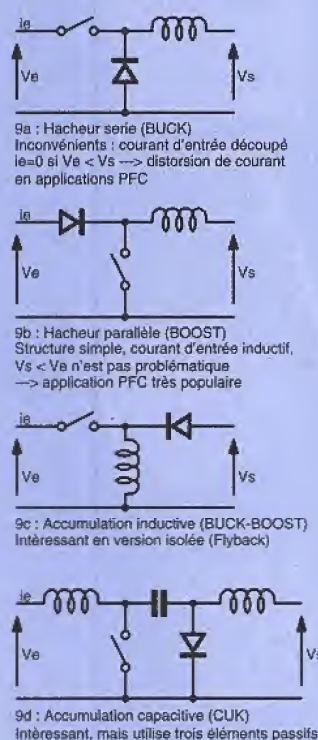 ie
Ve
Vs
9a : Hacheur serie (BUCK)
Inconvénients : courant d'entrée découpé
ie=0 si Ve < Vs ---> distorsion de courant
en applications PFC
ie
Ve
Vs
9b : Hacheur parallèle (BOOST)
Structure simple, courant d'entrée inductif,
Vs < Ve n'est pas problématique
---> application PFC très populaire
ie
Ve
Vs
9c : Accumulation inductive (BUCK-BOOST)
Intèressant en version isolée (Flyback)
ie
Ve
Vs
9d : Accumulation capacitive (CUK)
Intèressant, mais utilise trois éléments passifs